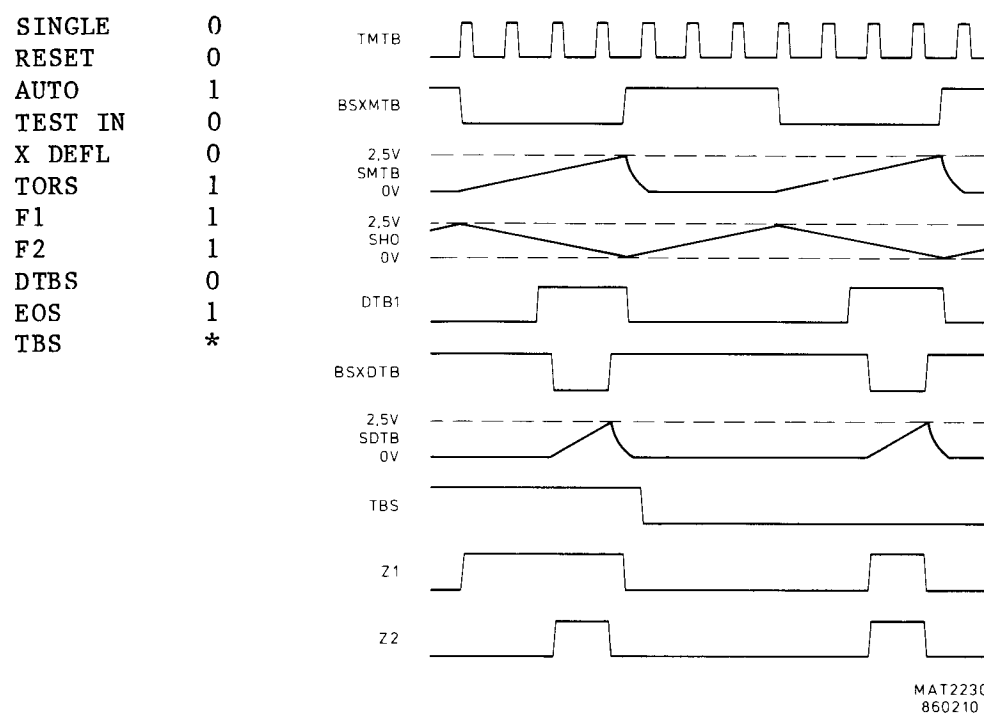 SINGLE 0
RESET 0
AUTO 1
TEST IN 0
X DEFL 0
TORS 1
F1 1
F2 1
DTBS 0
EOS 1
TBS *
TMTB
BSXMTB
2,5V
SMTB
0V
2,5V
SHO
0V
DTB1
BSXDTB
2,5V
SDTB
0V
TBS
Z1
Z2
MAT2230
860210